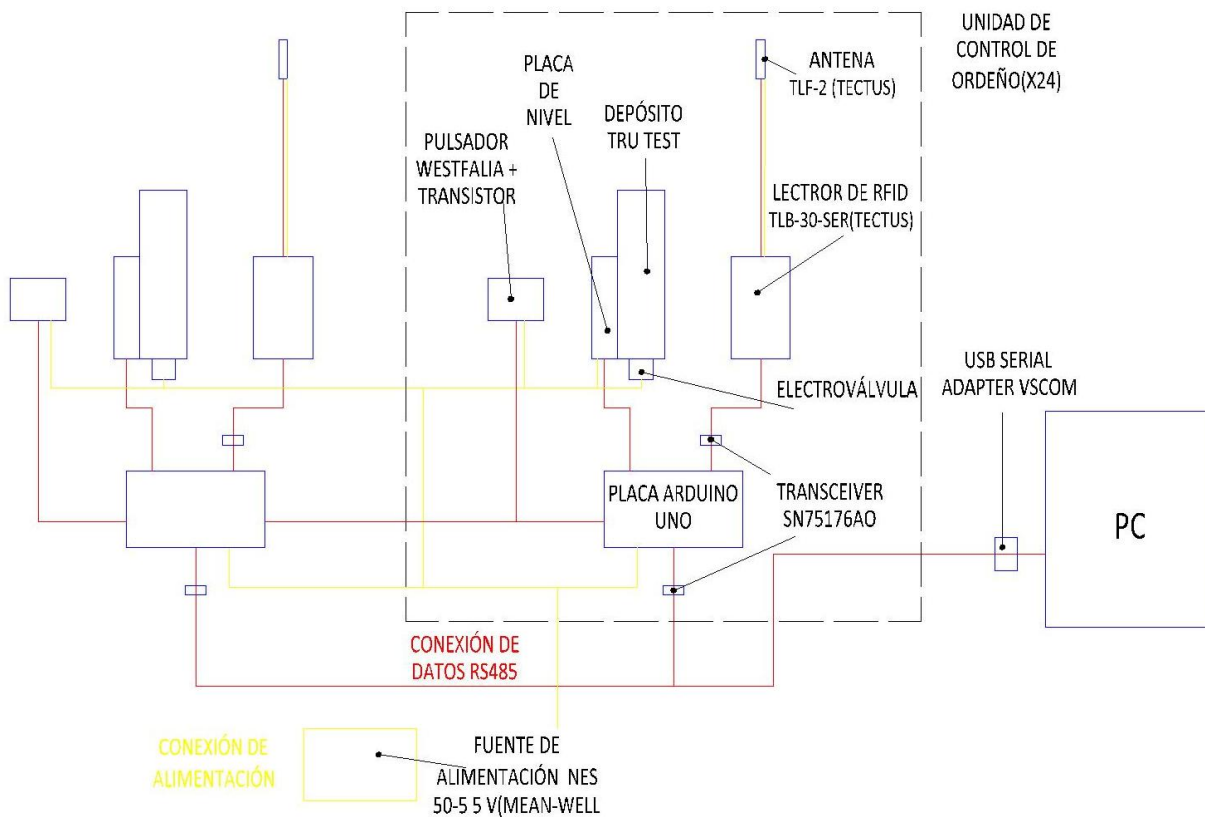 UNIDAD DE
CONTROL DE
ORDEÑO(X24)
ANTENA
TLF-2 (TECTUS)
PLACA
DE
NIVEL
DEPÓSITO
TRU TEST
PULSADOR
WESTFALIA +
TRANSISTOR
LECTROR DE RFID
TLB-30-SER(TECTUS)
USB SERIAL
ADAPTER VSCOM
ELECTROVÁLVULA
PLACA ARDUINO
UNO
TRANSCEIVER
SN75176AO
PC
CONEXIÓN DE
DATOS RS485
CONEXIÓN DE
ALIMENTACIÓN
FUENTE DE
ALIMENTACIÓN NES
50-5 5 V(MEAN-WELL